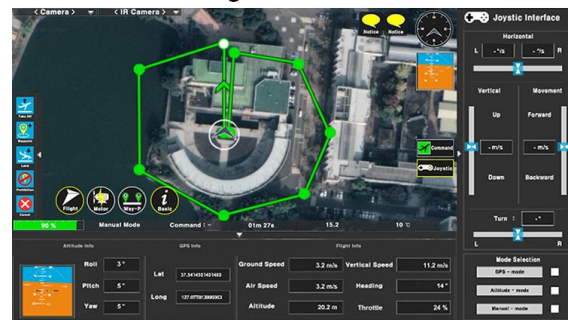 < Camera >
< IR Camera >
Notice
Notice
Joystic Interface
Horizontal
L
- °/s
- °/s
R
Vertical
Movement
Up
Forward
- m/s
- m/s
Down
Backward
Turn :
- °
L
R
Mode Selection
GPS - mode
Altitude - mode
Manual - mode
Take Off
Waypoint
Land
Prohibition
Cancel
Command
Joystic
Flight
Motor
Way-P
Basic
90 %
Manual Mode
Command : -
01m 27s
15.2
10 °C
Attitude Info
GPS Info
Flight Info
Roll
3 °
Pitch
5 °
Yaw
5 °
Lat
Long
Ground Speed
3.2 m/s
Vertical Speed
11.2 m/s
Air Speed
3.2 m/s
Heading
14 °
Altitude
20.2 m
Throttle
24 %